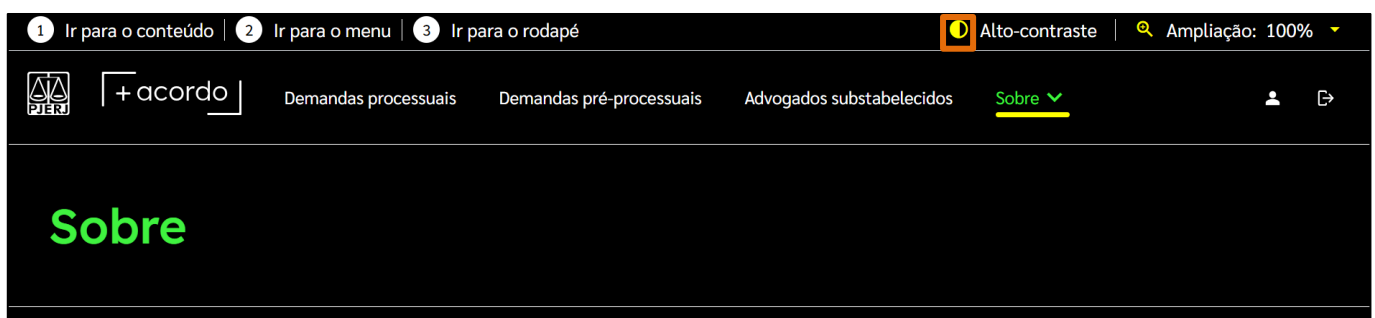 1 Ir para o conteúdo 2 Ir para o menu 3 Ir para o rodapé Alto-contraste Ampliação: 100%
PJERJ +acordo Demandas processuais Demandas pré-processuais Advogados substabelecidos Sobre
Sobre